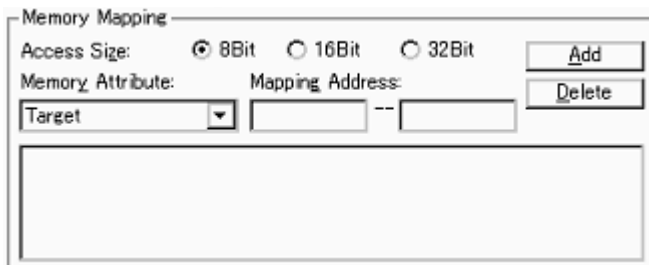 Memory Mapping
Access Size: 8Bit 16Bit 32Bit Add
Memory Attribute: Mapping Address: Delete
Target --